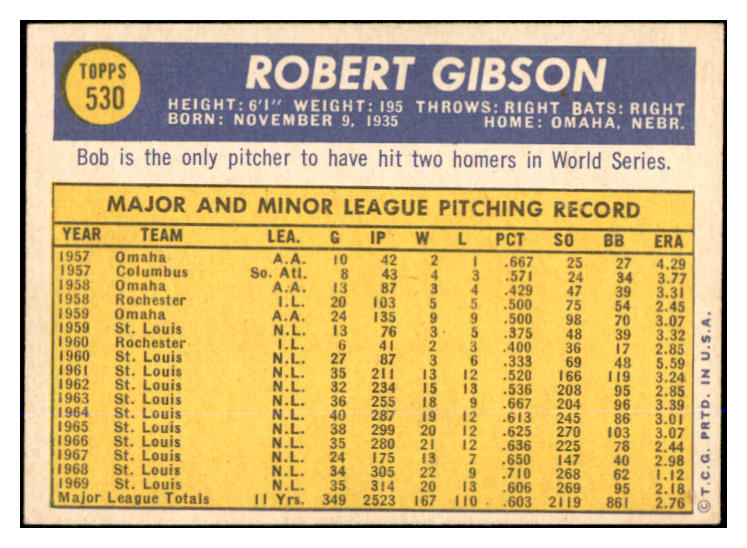 TOPPS
530
ROBERT GIBSON
HEIGHT: 6'1" WEIGHT: 195 THROWS: RIGHT BATS: RIGHT
BORN: NOVEMBER 9, 1935 HOME: OMAHA, NEBR.
Bob is the only pitcher to have hit two homers in World Series.
MAJOR AND MINOR LEAGUE PITCHING RECORD
YEAR TEAM LEA. G IP W L PCT SO BB ERA
1957 Omaha A.A. 10 42 2 1 .667 25 27 4.29
1957 Columbus So. Atl. 8 43 4 3 .571 24 34 3.77
1958 Omaha A.A. 13 87 3 4 .429 47 39 3.31
1958 Rochester I.L. 20 103 5 5 .500 75 54 2.45
1959 Omaha A.A. 24 135 9 9 .500 98 70 3.07
1959 St. Louis N.L. 13 76 3 5 .375 48 39 3.32
1960 Rochester I.L. 6 41 2 3 .400 36 17 2.85
1960 St. Louis N.L. 27 87 3 6 .333 69 48 5.59
1961 St. Louis N.L. 35 211 13 12 .520 166 119 3.24
1962 St. Louis N.L. 32 234 15 13 .536 208 95 2.85
1963 St. Louis N.L. 36 255 18 9 .667 204 96 3.39
1964 St. Louis N.L. 40 287 19 12 .613 245 86 3.01
1965 St. Louis N.L. 38 299 20 12 .625 270 103 3.07
1966 St. Louis N.L. 35 280 21 12 .636 225 78 2.44
1967 St. Louis N.L. 24 175 13 7 .650 147 40 2.98
1968 St. Louis N.L. 34 305 22 9 .710 268 62 1.12
1969 St. Louis N.L. 35 314 20 13 .606 269 95 2.18
Major League Totals 11 Yrs. 349 2523 167 110 .603 2119 861 2.76
© T.C.G. PRTD. IN U.S.A.